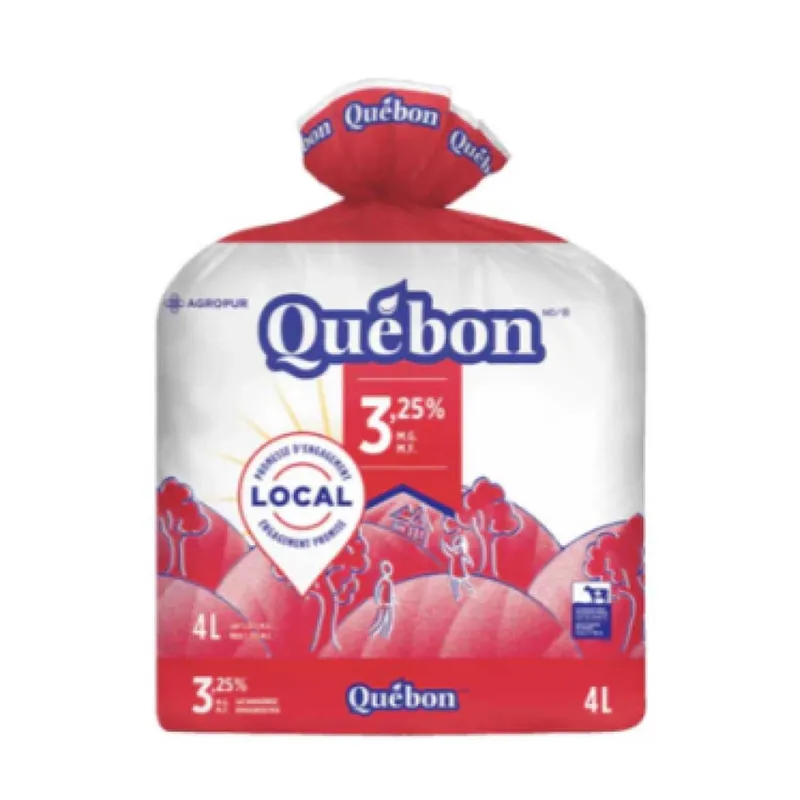 Québon
Québon
AGROPUR
Québon
MD/®
3,25%
M.G.
M.F.
PROMESSE D'ENGAGEMENT
LOCAL
ENGAGEMENT PROMISE
4L
3,25%
M.G.
M.F.
Québon
4L